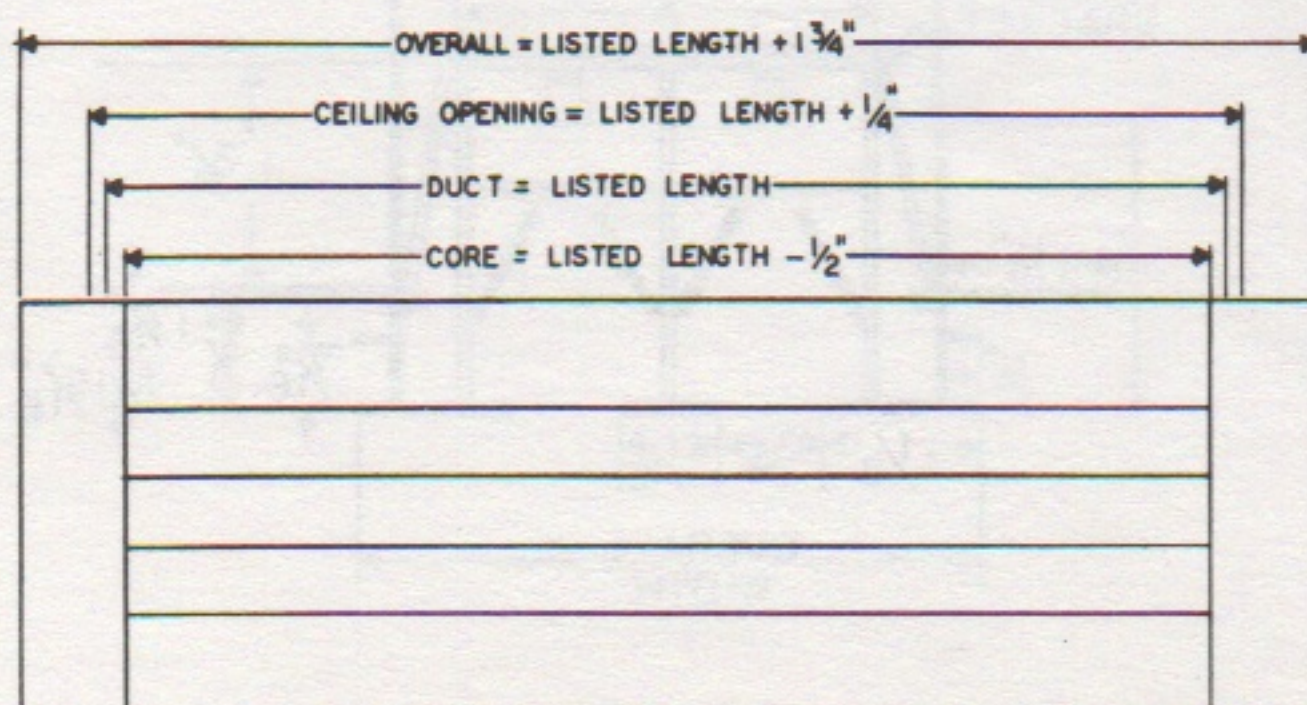 OVERALL = LISTED LENGTH + 1 3/4"
CEILING OPENING = LISTED LENGTH + 1/4"
DUCT = LISTED LENGTH
CORE = LISTED LENGTH - 1/2"